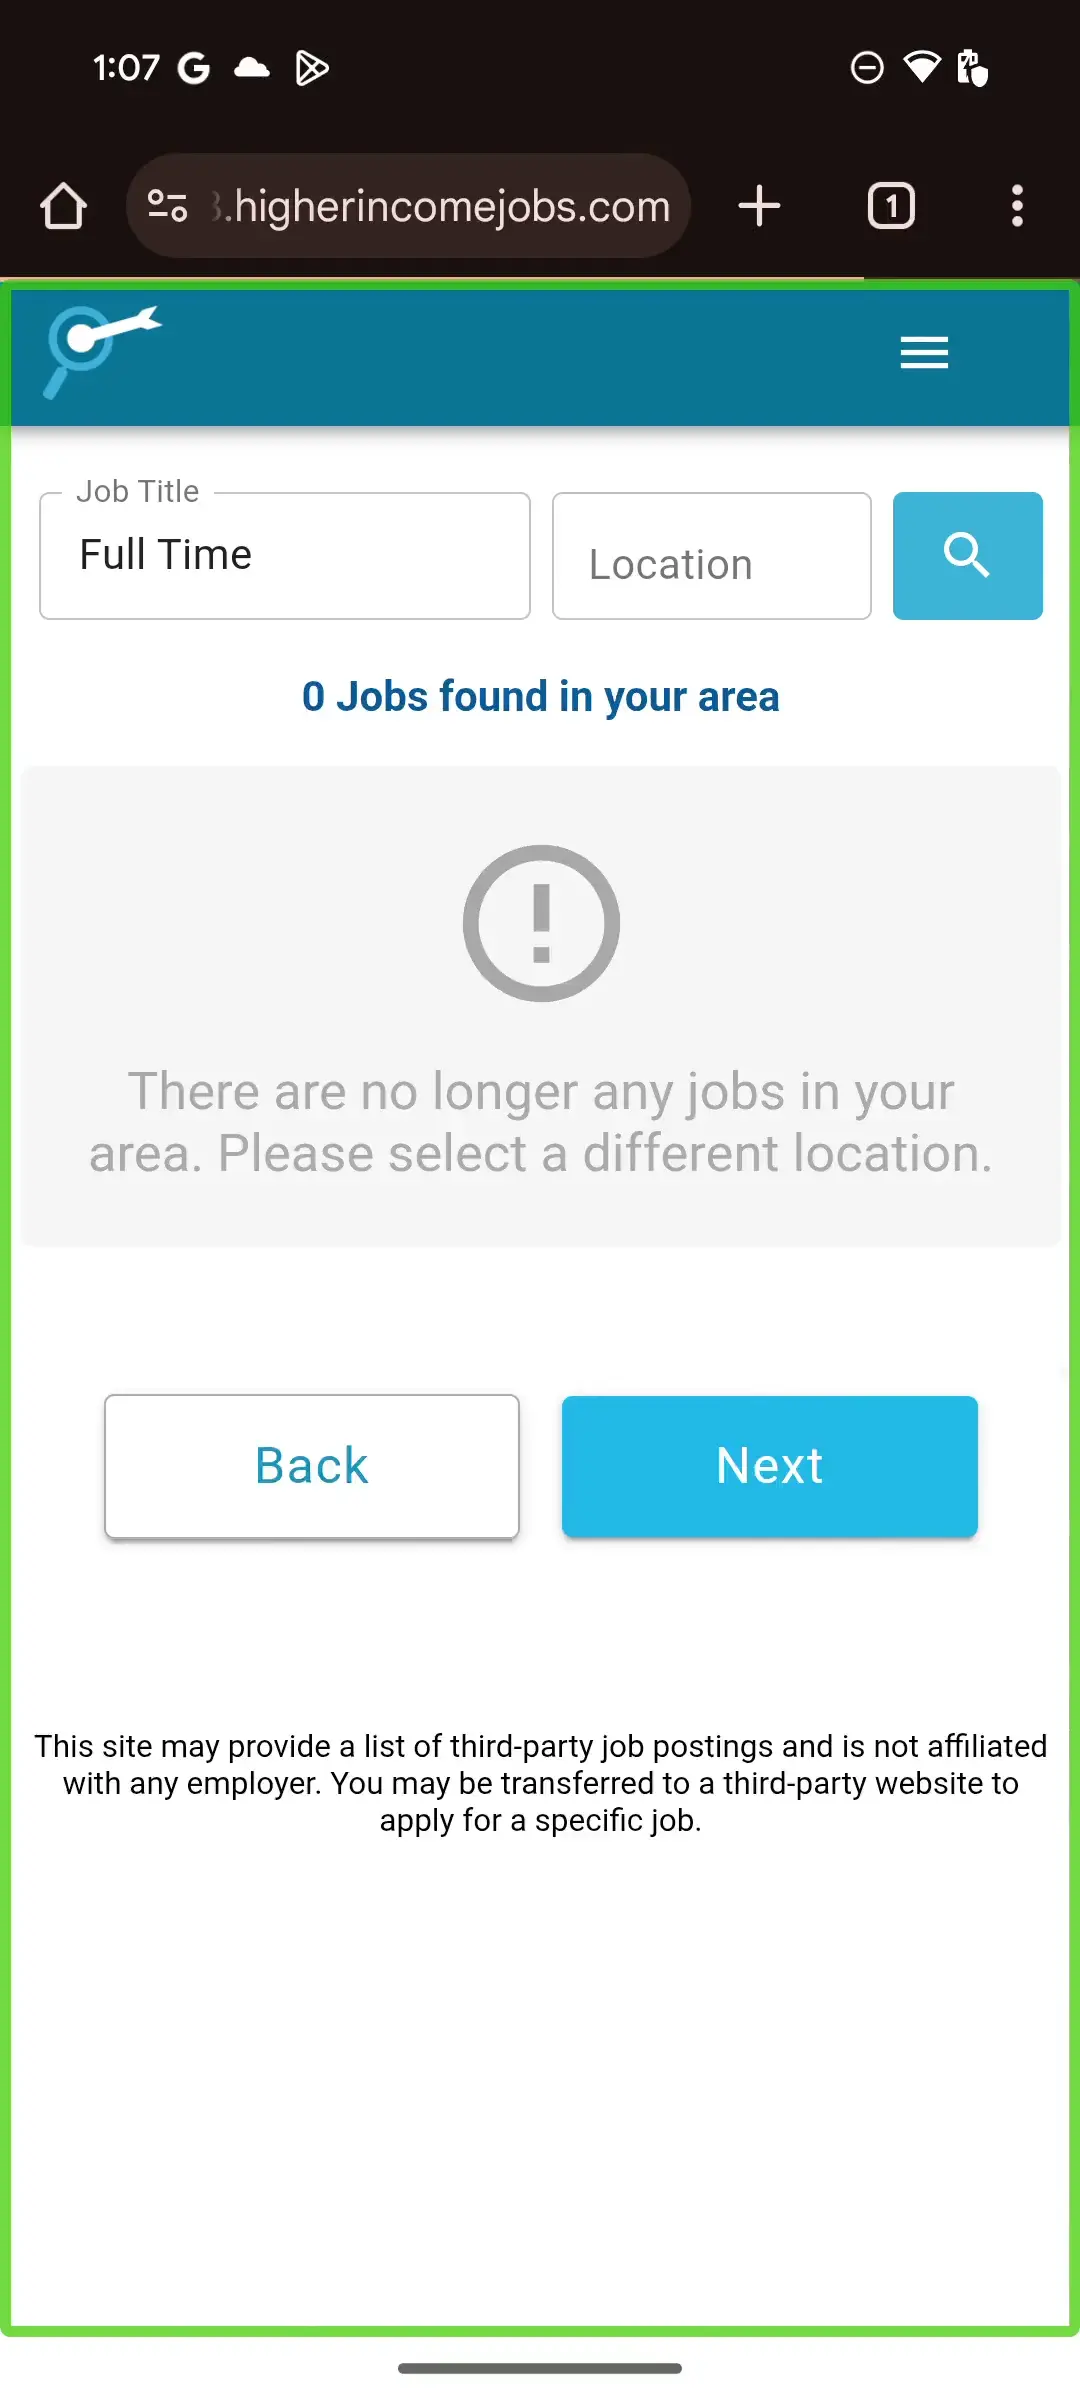 1:07
.higherincomejobs.com
1
Job Title
Full Time
Location
0 Jobs found in your area
There are no longer any jobs in your
area. Please select a different location.
Back
Next
This site may provide a list of third-party job postings and is not affiliated
with any employer. You may be transferred to a third-party website to
apply for a specific job.